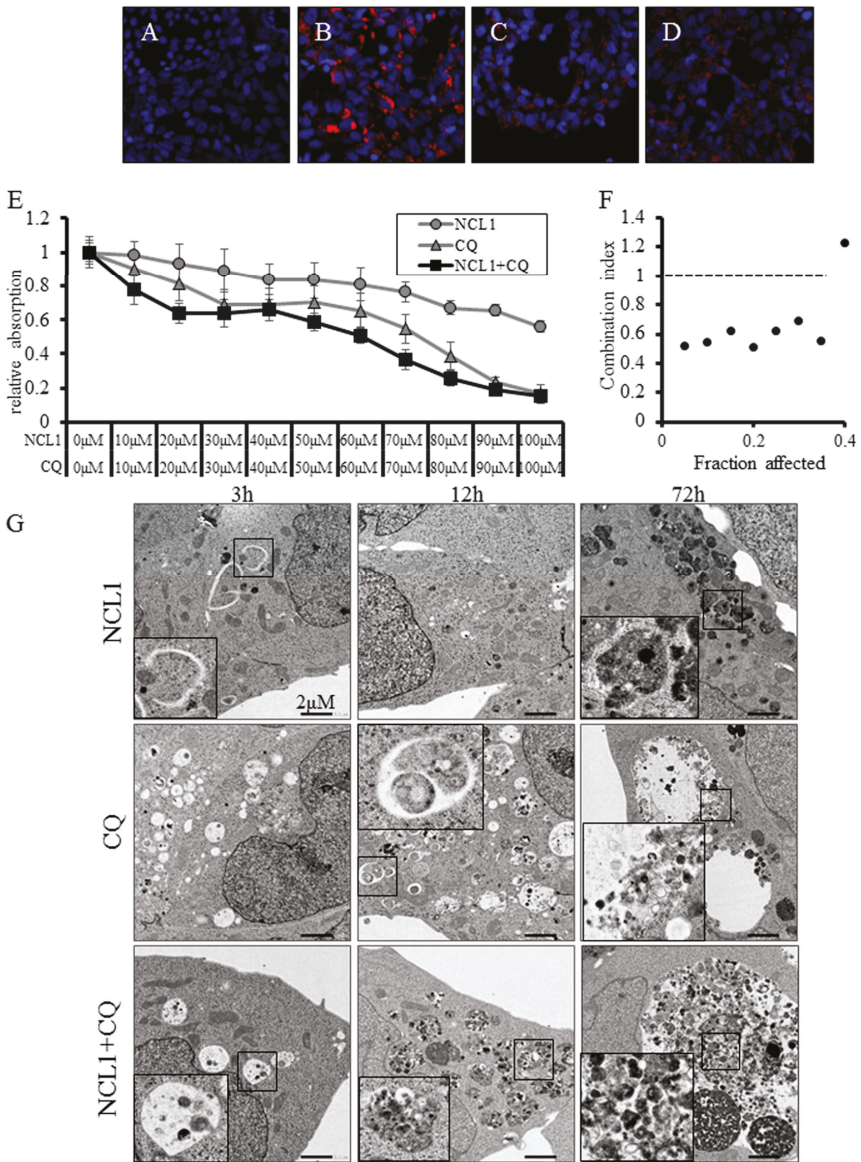 A B C D
E
1.2
1
0.8
0.6
0.4
0.2
0
relative absorption
NCL1
CQ
NCL1+CQ
NCL1 0µM 10µM 20µM 30µM 40µM 50µM 60µM 70µM 80µM 90µM 100µM
CQ 0µM 10µM 20µM 30µM 40µM 50µM 60µM 70µM 80µM 90µM 100µM
F
1.4
1.2
1
0.8
0.6
0.4
0.2
0
Combination index
0 0.2 0.4
Fraction affected
G
3h 12h 72h
NCL1
2µM
CQ
NCL1+CQ